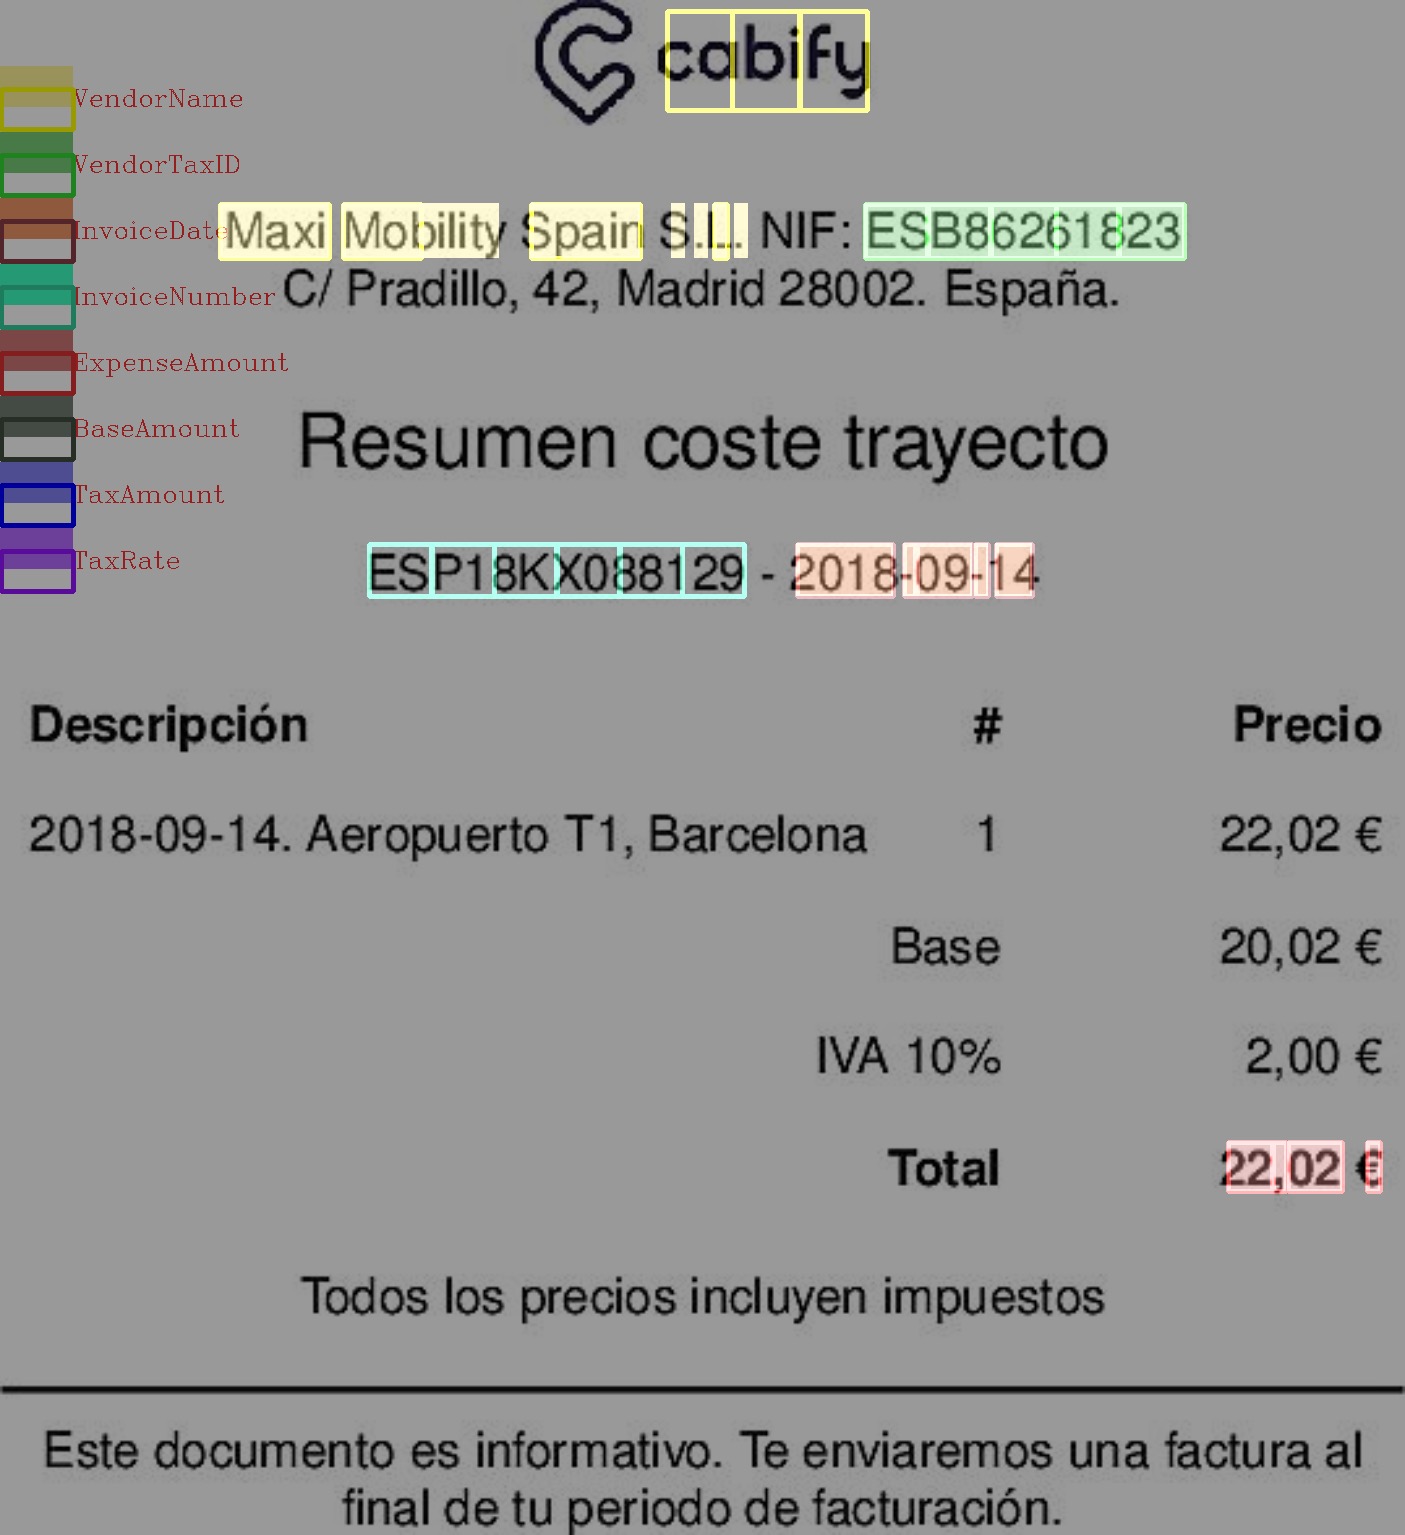 cabify
VendorName
VendorTaxID
InvoiceDate
Maxi Mobility Spain S.L. NIF: ESB86261823
InvoiceNumber
C/ Pradillo, 42, Madrid 28002. España.
ExpenseAmount
BaseAmount
Resumen coste trayecto
TaxAmount
TaxRate
ESP18KX088129 - 2018-09-14
Descripción # Precio
2018-09-14. Aeropuerto T1, Barcelona 1 22,02 €
Base 20,02 €
IVA 10% 2,00 €
Total 22,02 €
Todos los precios incluyen impuestos
Este documento es informativo. Te enviaremos una factura al
final de tu periodo de facturación.